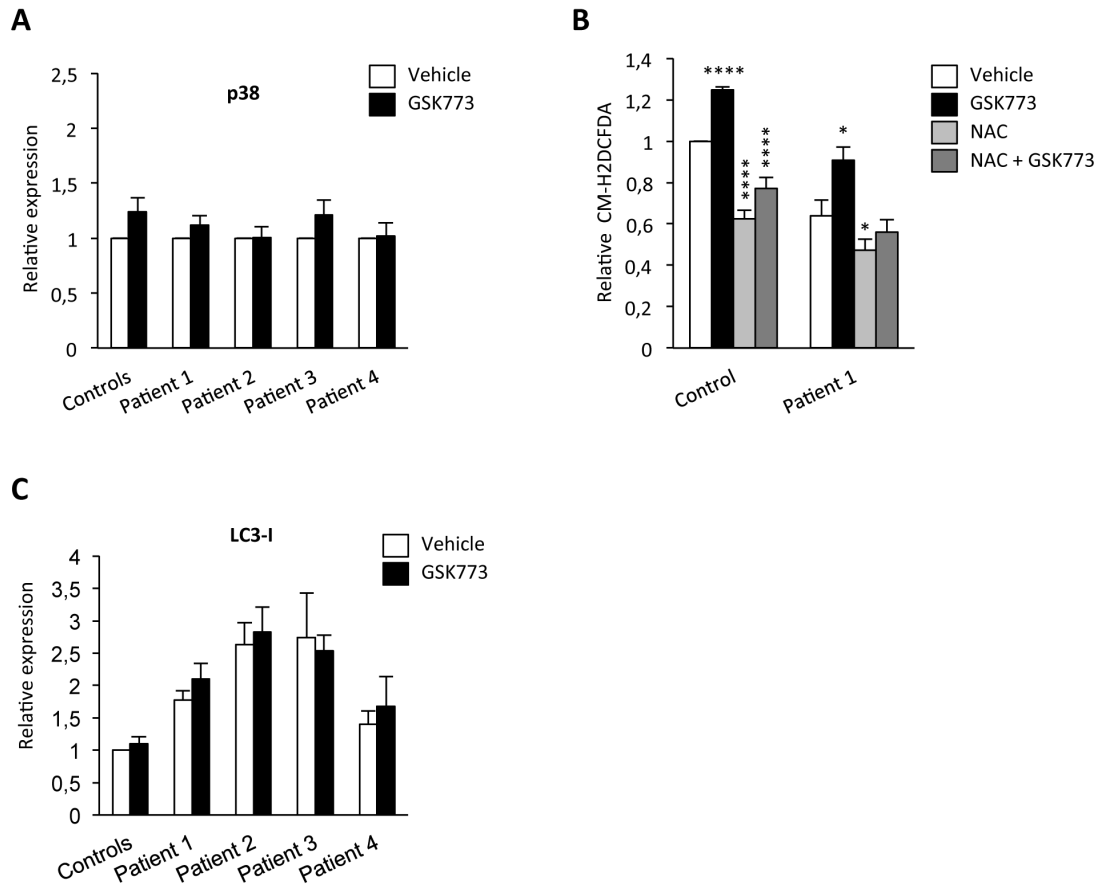 A
p38
Vehicle
GSK773
Relative expression
2,5
2
1,5
1
0,5
0
Controls
Patient 1
Patient 2
Patient 3
Patient 4
B
Vehicle
GSK773
NAC
NAC + GSK773
Relative CM-H2DCFDA
1,4
1,2
1
0,8
0,6
0,4
0,2
0
****
****
****
*
*
Control
Patient 1
C
LC3-I
Vehicle
GSK773
Relative expression
4
3,5
3
2,5
2
1,5
1
0,5
0
Controls
Patient 1
Patient 2
Patient 3
Patient 4